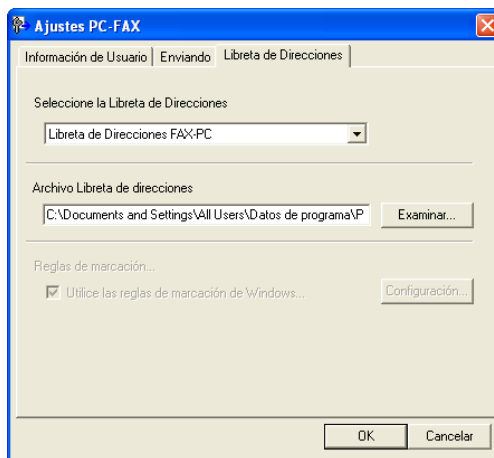 Ajustes PC-FAX
Información de Usuario Enviando Libreta de Direcciones
Seleccione la Libreta de Direcciones
Libreta de Direcciones FAX-PC
Archivo Libreta de direcciones
C:\Documents and Settings\All Users\Datos de programa\P Examinar...
Reglas de marcación...
Utilice las reglas de marcación de Windows... Configuración...
OK Cancelar